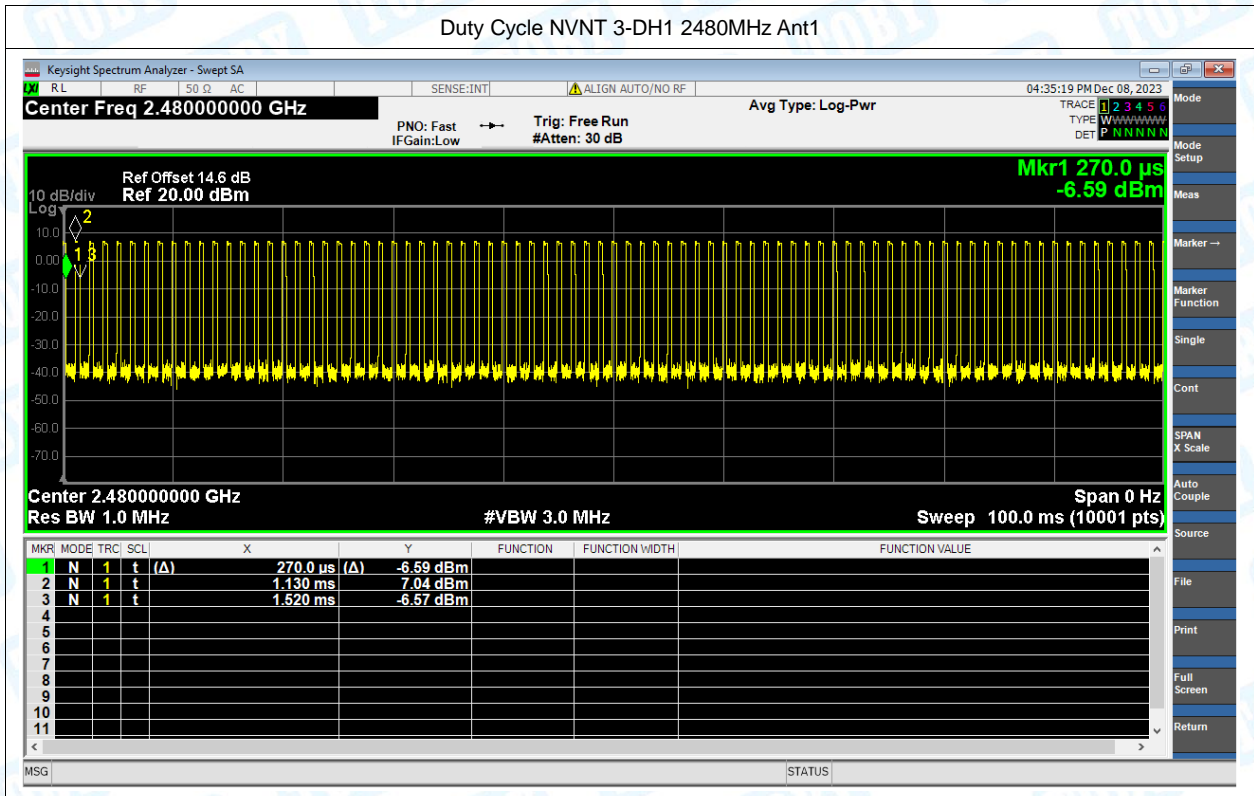 Duty Cycle NVNT 3-DH1 2480MHz Ant1
Keysight Spectrum Analyzer - Swept SA
LXI RL RF 50 Ω AC SENSE:INT ALIGN AUTO/NO RF 04:35:19 PM Dec 08, 2023
Center Freq 2.480000000 GHz
PNO: Fast
IFGain:Low
Trig: Free Run
#Atten: 30 dB
Avg Type: Log-Pwr
TRACE 1 2 3 4 5 6
TYPE WWWWWWW
DET P N N N N N
Ref Offset 14.6 dB
10 dB/div Ref 20.00 dBm
Log
Mkr1 270.0 µs
-6.59 dBm
2
1 3
10.0
0.00
-10.0
-20.0
-30.0
-40.0
-50.0
-60.0
-70.0
Center 2.480000000 GHz Span 0 Hz
Res BW 1.0 MHz #VBW 3.0 MHz Sweep 100.0 ms (10001 pts)
MKR MODE TRC SCL X Y FUNCTION FUNCTION WIDTH FUNCTION VALUE
1 N 1 t (Δ) 270.0 µs (Δ) -6.59 dBm
2 N 1 t 1.130 ms 7.04 dBm
3 N 1 t 1.520 ms -6.57 dBm
4
5
6
7
8
9
10
11
MSG STATUS
Mode
Mode Setup
Meas
Marker→
Marker Function
Single
Cont
SPAN X Scale
Auto Couple
Source
File
Print
Full Screen
Return
TOBY